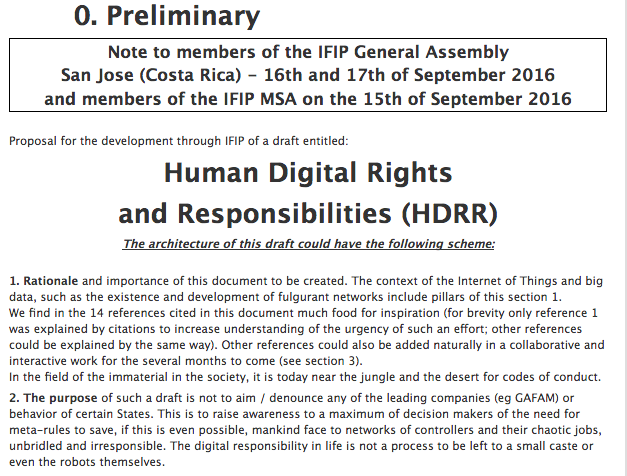 0. Preliminary
Note to members of the IFIP General Assembly
San Jose (Costa Rica) – 16th and 17th of September 2016
and members of the IFIP MSA on the 15th of September 2016
Proposal for the development through IFIP of a draft entitled:
Human Digital Rights
and Responsibilities (HDRR)
The architecture of this draft could have the following scheme:
1. Rationale and importance of this document to be created. The context of the Internet of Things and big
data, such as the existence and development of fulgurant networks include pillars of this section 1.
We find in the 14 references cited in this document much food for inspiration (for brevity only reference 1
was explained by citations to increase understanding of the urgency of such an effort; other references
could be explained by the same way). Other references could also be added naturally in a collaborative and
interactive work for the several months to come (see section 3).
In the field of the immaterial in the society, it is today near the jungle and the desert for codes of conduct.
2. The purpose of such a draft is not to aim / denounce any of the leading companies (eg GAFAM) or
behavior of certain States. This is to raise awareness to a maximum of decision makers of the need for
meta-rules to save, if this is even possible, mankind face to networks of controllers and their chaotic jobs,
unbridled and irresponsible. The digital responsibility in life is not a process to be left to a small caste or
even the robots themselves.